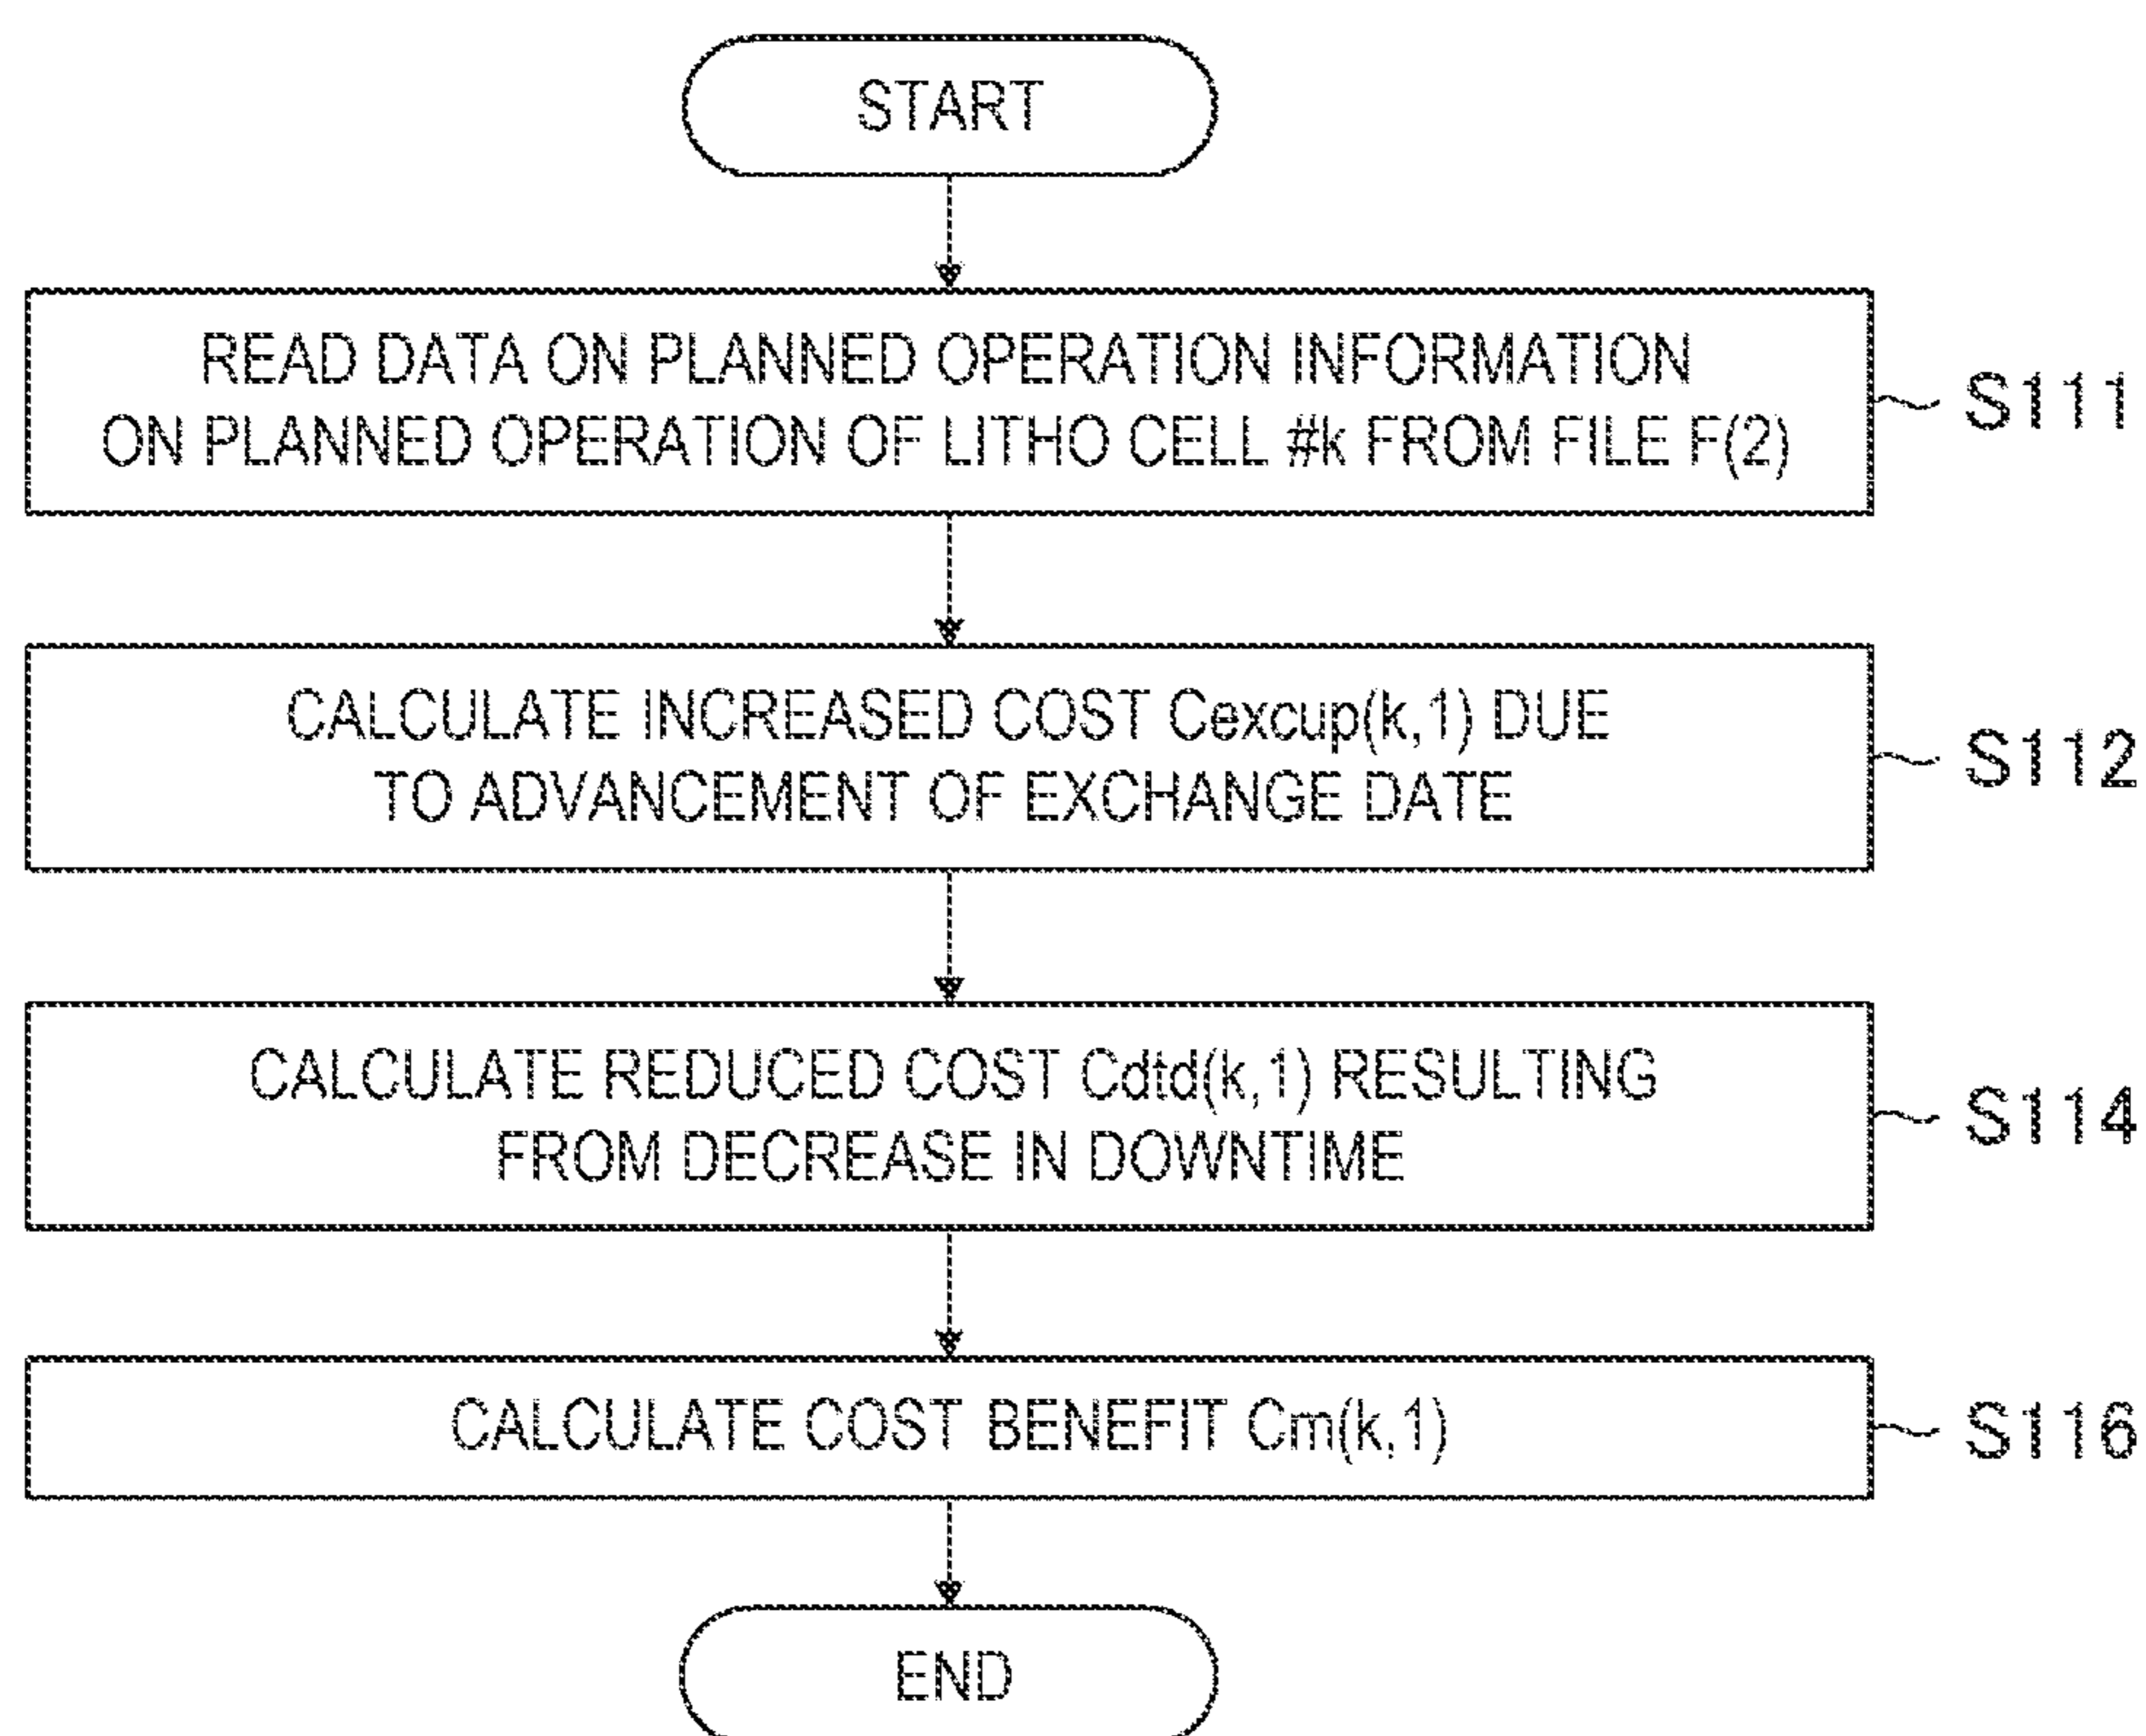 START
READ DATA ON PLANNED OPERATION INFORMATION
ON PLANNED OPERATION OF LITHO CELL #k FROM FILE F(2)
S111
CALCULATE INCREASED COST Cexcup(k,1) DUE
TO ADVANCEMENT OF EXCHANGE DATE
S112
CALCULATE REDUCED COST Cdtd(k,1) RESULTING
FROM DECREASE IN DOWNTIME
S114
CALCULATE COST BENEFIT Cm(k,1)
S116
END